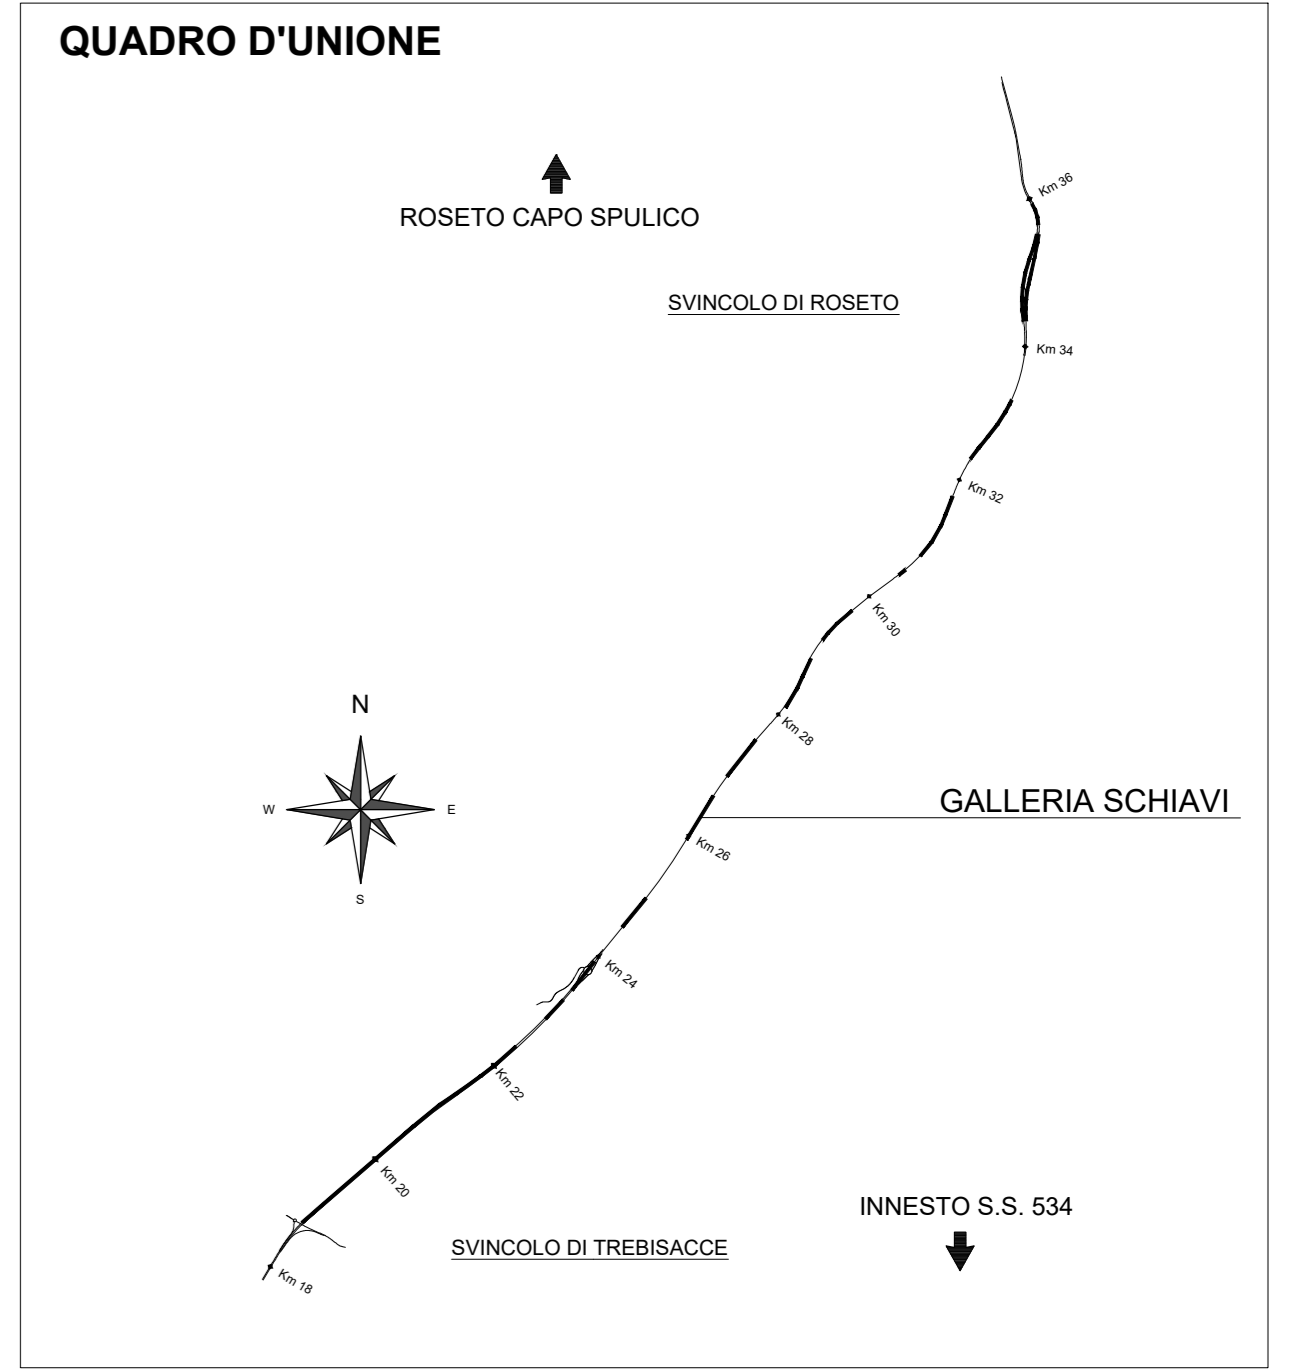 QUADRO D'UNIONE
Km 36
ROSETO CAPO SPULICO
SVINCOLO DI ROSETO
Km 34
Km 32
Km 30
N
Km 28
W
E
GALLERIA SCHIAVI
Km 26
S
Km 24
Km 22
Km 20
INNESTO S.S. 534
SVINCOLO DI TREBISACCE
Km 18